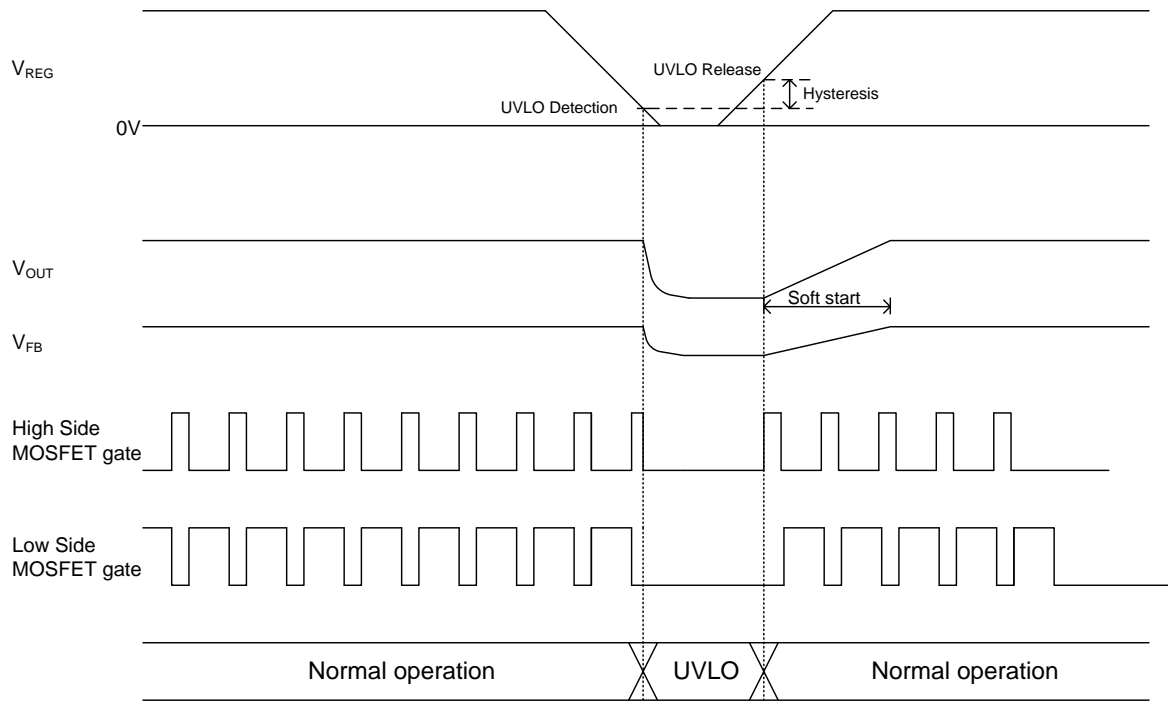 VREG
UVLO Release
Hysteresis
UVLO Detection
0V
VOUT
Soft start
VFB
High Side
MOSFET gate
Low Side
MOSFET gate
Normal operation
UVLO
Normal operation